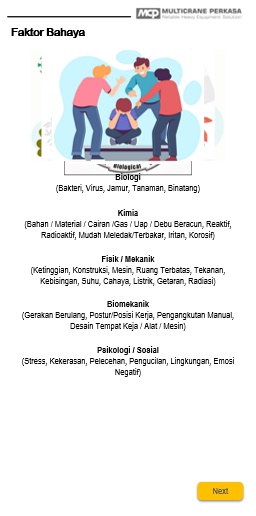 MCP MULTICRANE PERKASA
Reliable Heavy Equipment Solution
Faktor Bahaya
Biological
Biologi
(Bakteri, Virus, Jamur, Tanaman, Binatang)
Kimia
(Bahan / Material / Cairan /Gas / Uap / Debu Beracun, Reaktif,
Radioaktif, Mudah Meledak/Terbakar, Iritan, Korosif)
Fisik / Mekanik
(Ketinggian, Konstruksi, Mesin, Ruang Terbatas, Tekanan,
Kebisingan, Suhu, Cahaya, Listrik, Getaran, Radiasi)
Biomekanik
(Gerakan Berulang, Postur/Posisi Kerja, Pengangkutan Manual,
Desain Tempat Keja / Alat / Mesin)
Psikologi / Sosial
(Stress, Kekerasan, Pelecehan, Pengucilan, Lingkungan, Emosi
Negatif)
Next